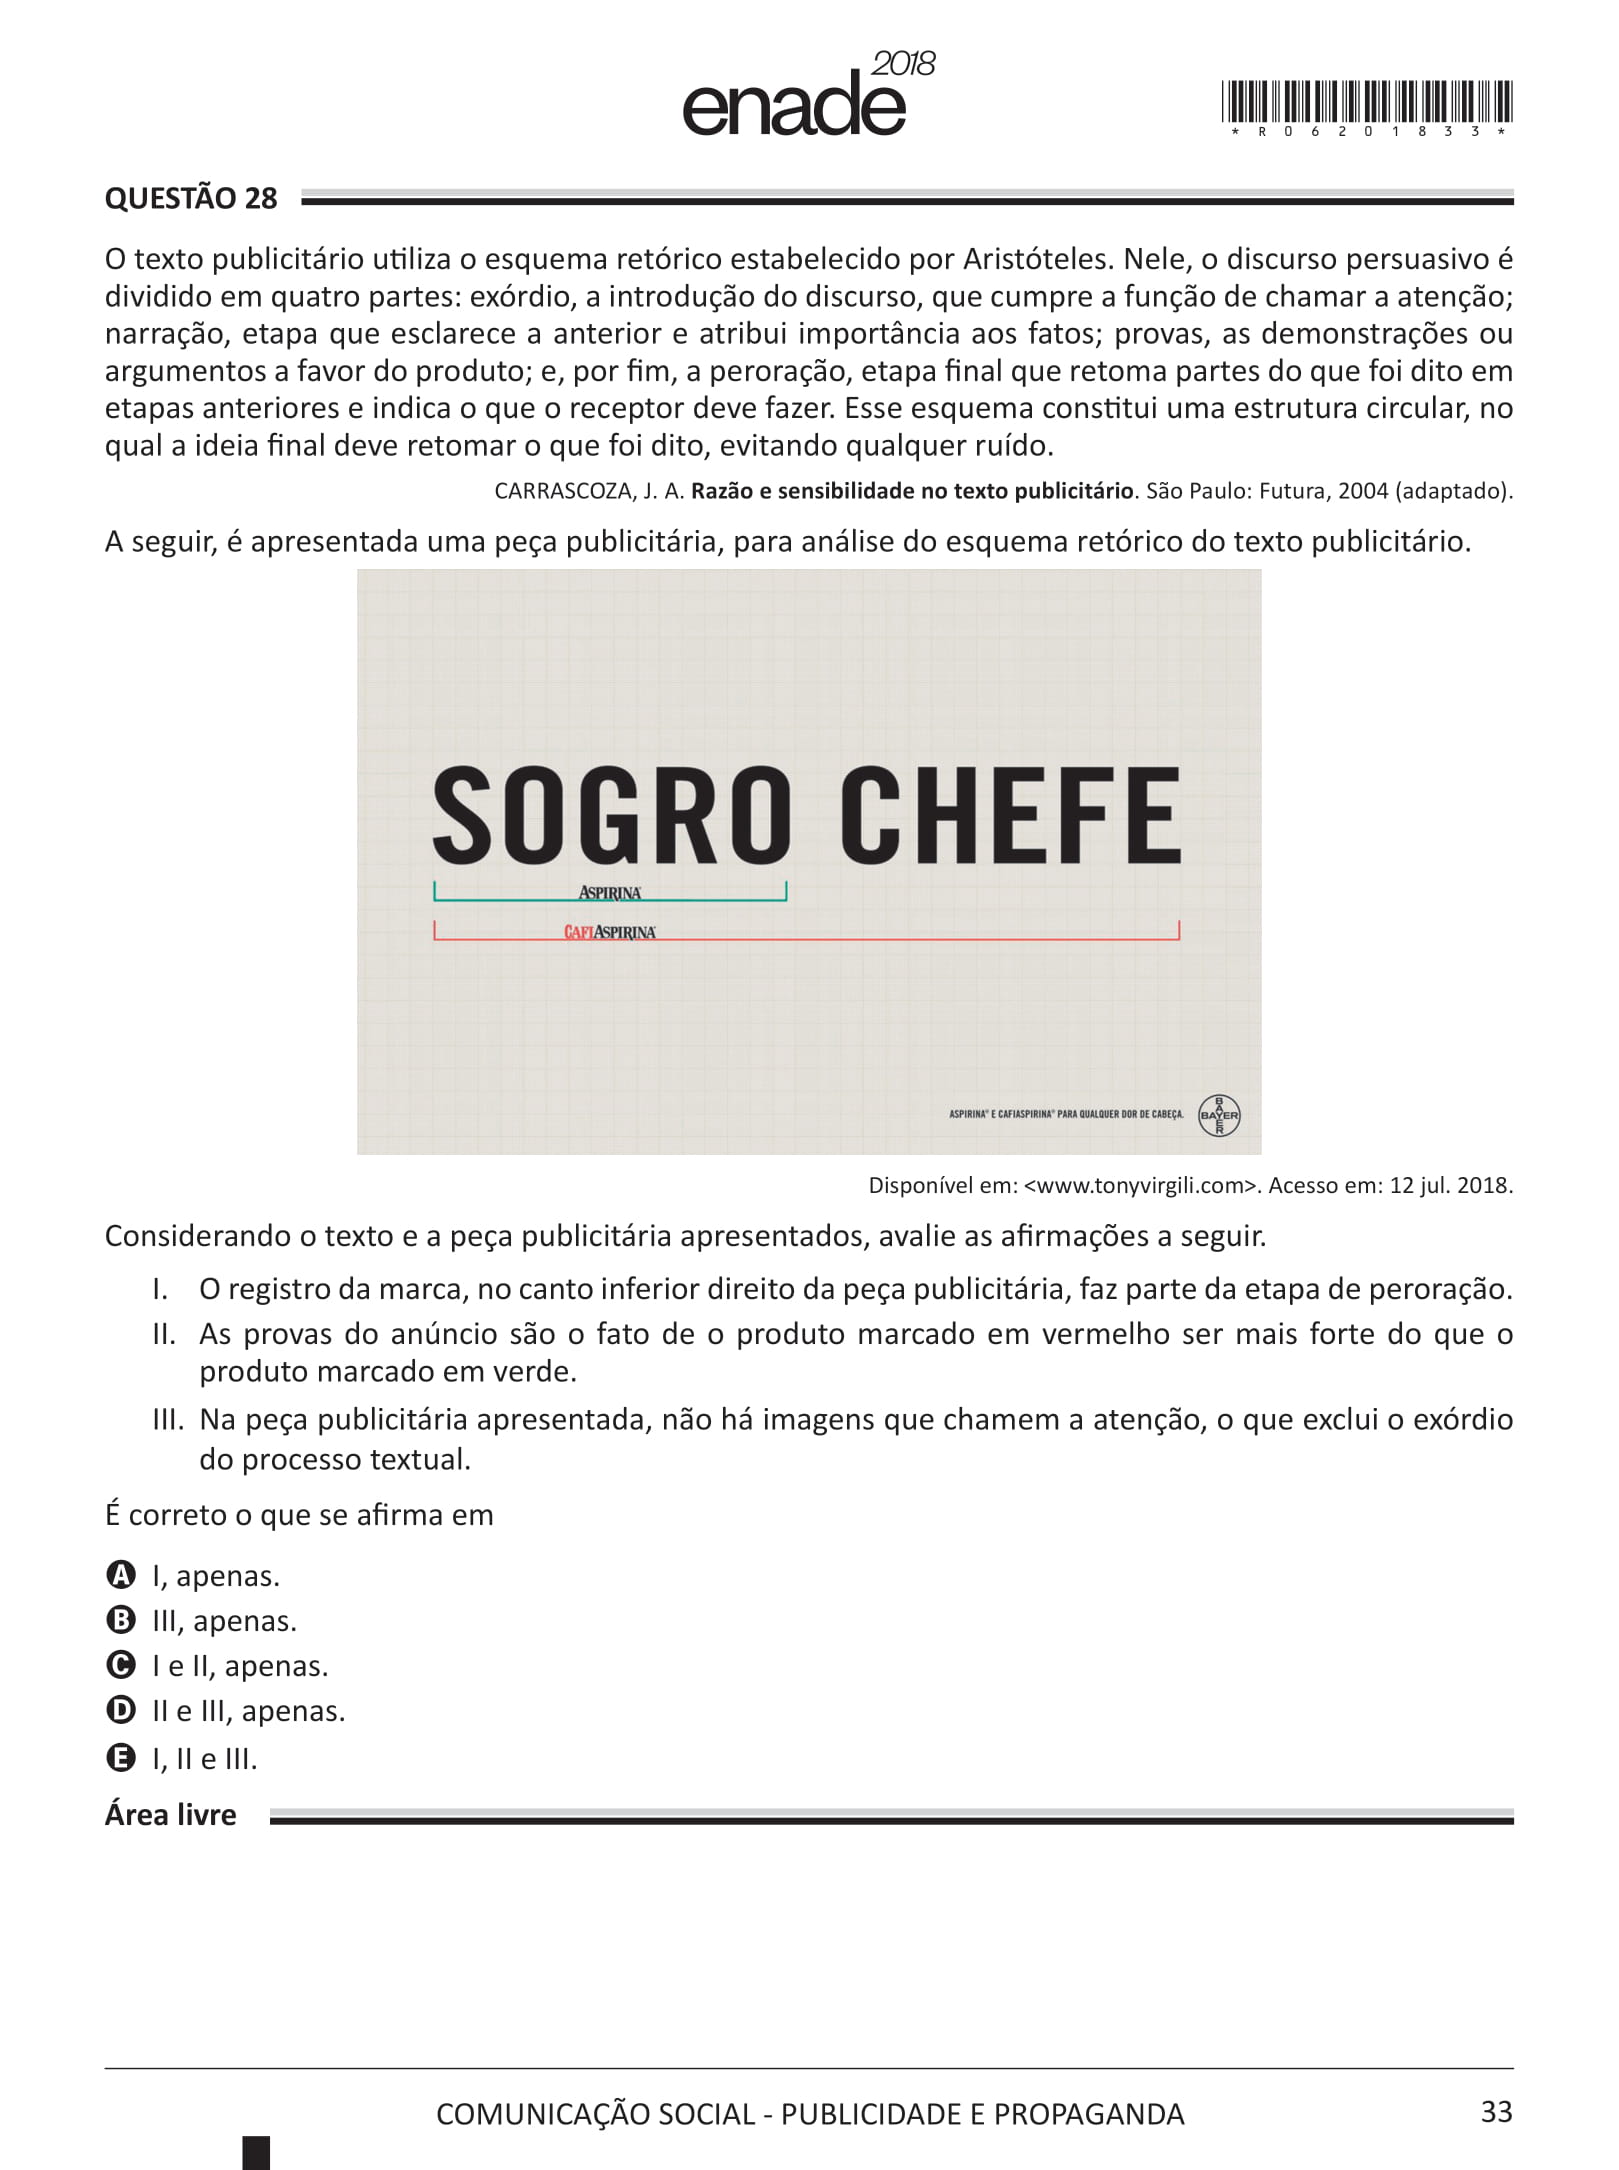 enade 2018
*R06201833*
QUESTÃO 28
O texto publicitário utiliza o esquema retórico estabelecido por Aristóteles. Nele, o discurso persuasivo é
dividido em quatro partes: exórdio, a introdução do discurso, que cumpre a função de chamar a atenção;
narração, etapa que esclarece a anterior e atribui importância aos fatos; provas, as demonstrações ou
argumentos a favor do produto; e, por fim, a peroração, etapa final que retoma partes do que foi dito em
etapas anteriores e indica o que o receptor deve fazer. Esse esquema constitui uma estrutura circular, no
qual a ideia final deve retomar o que foi dito, evitando qualquer ruído.
CARRASCOZA, J. A. Razão e sensibilidade no texto publicitário. São Paulo: Futura, 2004 (adaptado).
A seguir, é apresentada uma peça publicitária, para análise do esquema retórico do texto publicitário.
SOGRO CHEFE
ASPIRINA
CAFIASPIRINA
ASPIRINA® E CAFIASPIRINA® PARA QUALQUER DOR DE CABEÇA.
BAYER
BAYER
Disponível em: <www.tonyvirgili.com>. Acesso em: 12 jul. 2018.
Considerando o texto e a peça publicitária apresentados, avalie as afirmações a seguir.
I. O registro da marca, no canto inferior direito da peça publicitária, faz parte da etapa de peroração.
II. As provas do anúncio são o fato de o produto marcado em vermelho ser mais forte do que o
produto marcado em verde.
III. Na peça publicitária apresentada, não há imagens que chamem a atenção, o que exclui o exórdio
do processo textual.
É correto o que se afirma em
A I, apenas.
B III, apenas.
C I e II, apenas.
D II e III, apenas.
E I, II e III.
Área livre
COMUNICAÇÃO SOCIAL - PUBLICIDADE E PROPAGANDA
33